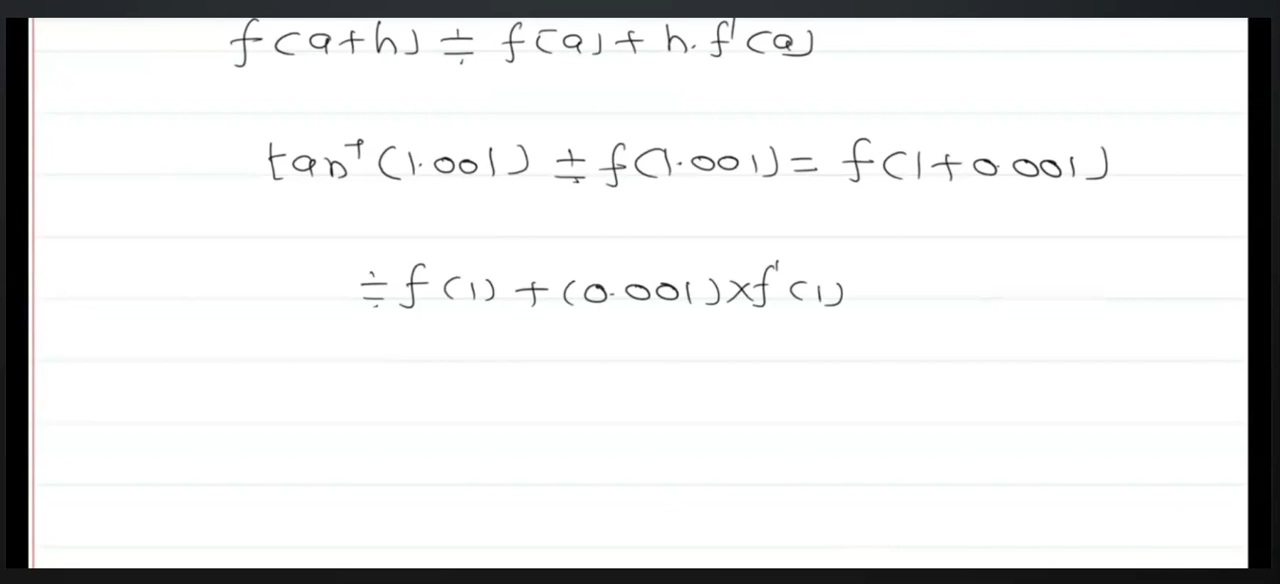 f(a+h) ≑ f(a) + h. f'(a)
tan⁻¹ (1.001) ≑ f(1.001) = f(1+0.001)
≑ f(1) + (0.001) × f'(1)